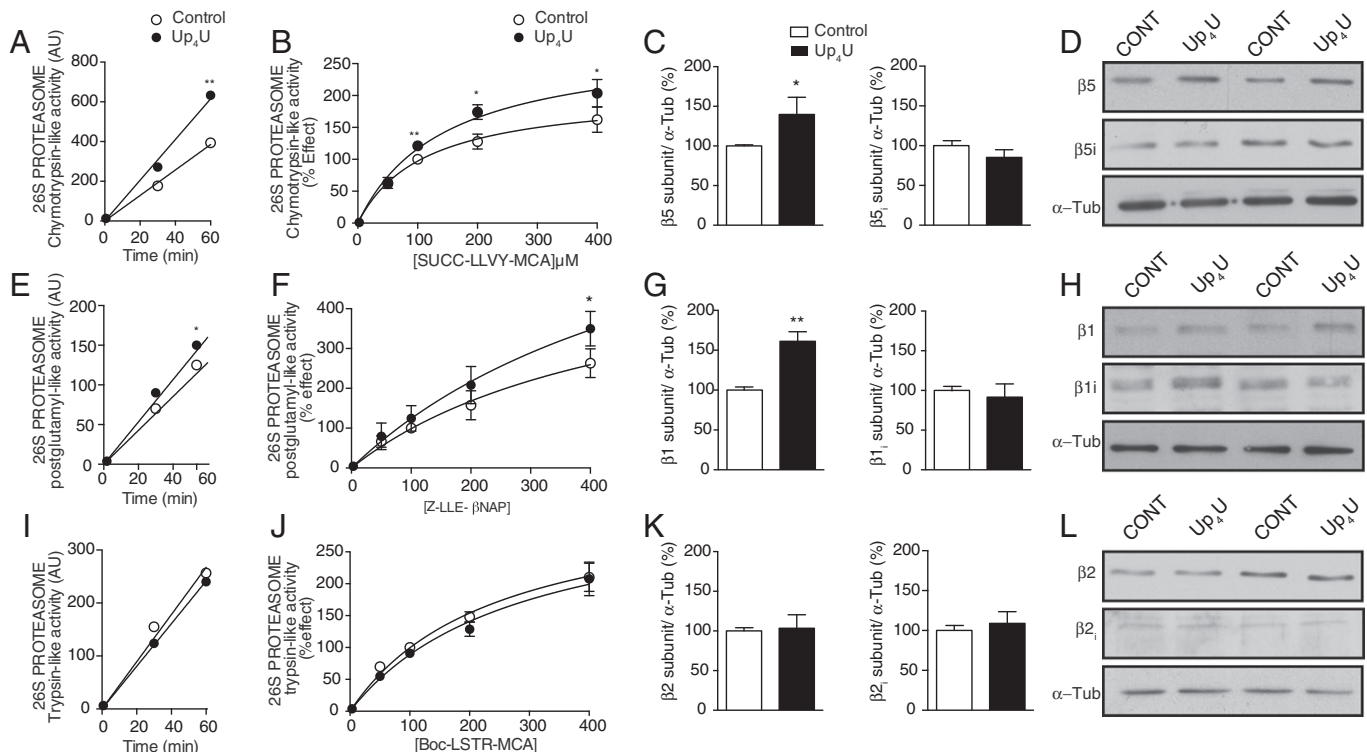 Control
Up4U
A
26S PROTEASOME
Chymotrypsin-like activity (AU)
800
600
400
200
0
**
0 20 40 60
Time (min)
Control
Up4U
B
26S PROTEASOME
Chymotrypsin-like activity
(% Effect)
250
200
150
100
50
0
** * *
0 100 200 300 400
[SUCC-LLVY-MCA]µM
Control
Up4U
C
β5 subunit/ α-Tub (%)
200
150
100
50
0
*
β5i subunit/ α-Tub (%)
200
150
100
50
0
D
CONT Up4U CONT Up4U
β5
β5i
α-Tub
E
26S PROTEASOME
postglutamyl-like activity (AU)
200
150
100
50
0
*
0 20 40 60
Time (min)
F
26S PROTEASOME
postglutamyl-like activity
(% effect)
400
300
200
100
0
*
0 100 200 300 400
[Z-LLE- βNAP]
G
β1 subunit/ α-Tub (%)
200
150
100
50
0
**
β1i subunit/ α-Tub (%)
200
150
100
50
0
H
CONT Up4U CONT Up4U
β1
β1i
α-Tub
I
26S PROTEASOME
Trypsin-like activity (AU)
300
200
100
0
0 20 40 60
Time (min)
J
26S PROTEASOME
trypsin-like activity
(%effect)
300
200
100
0
0 100 200 300 400
[Boc-LSTR-MCA]
K
β2 subunit/ α-Tub (%)
200
150
100
50
0
β2i subunit/ α-Tub (%)
200
150
100
50
0
L
CONT Up4U CONT Up4U
β2
β2i
α-Tub